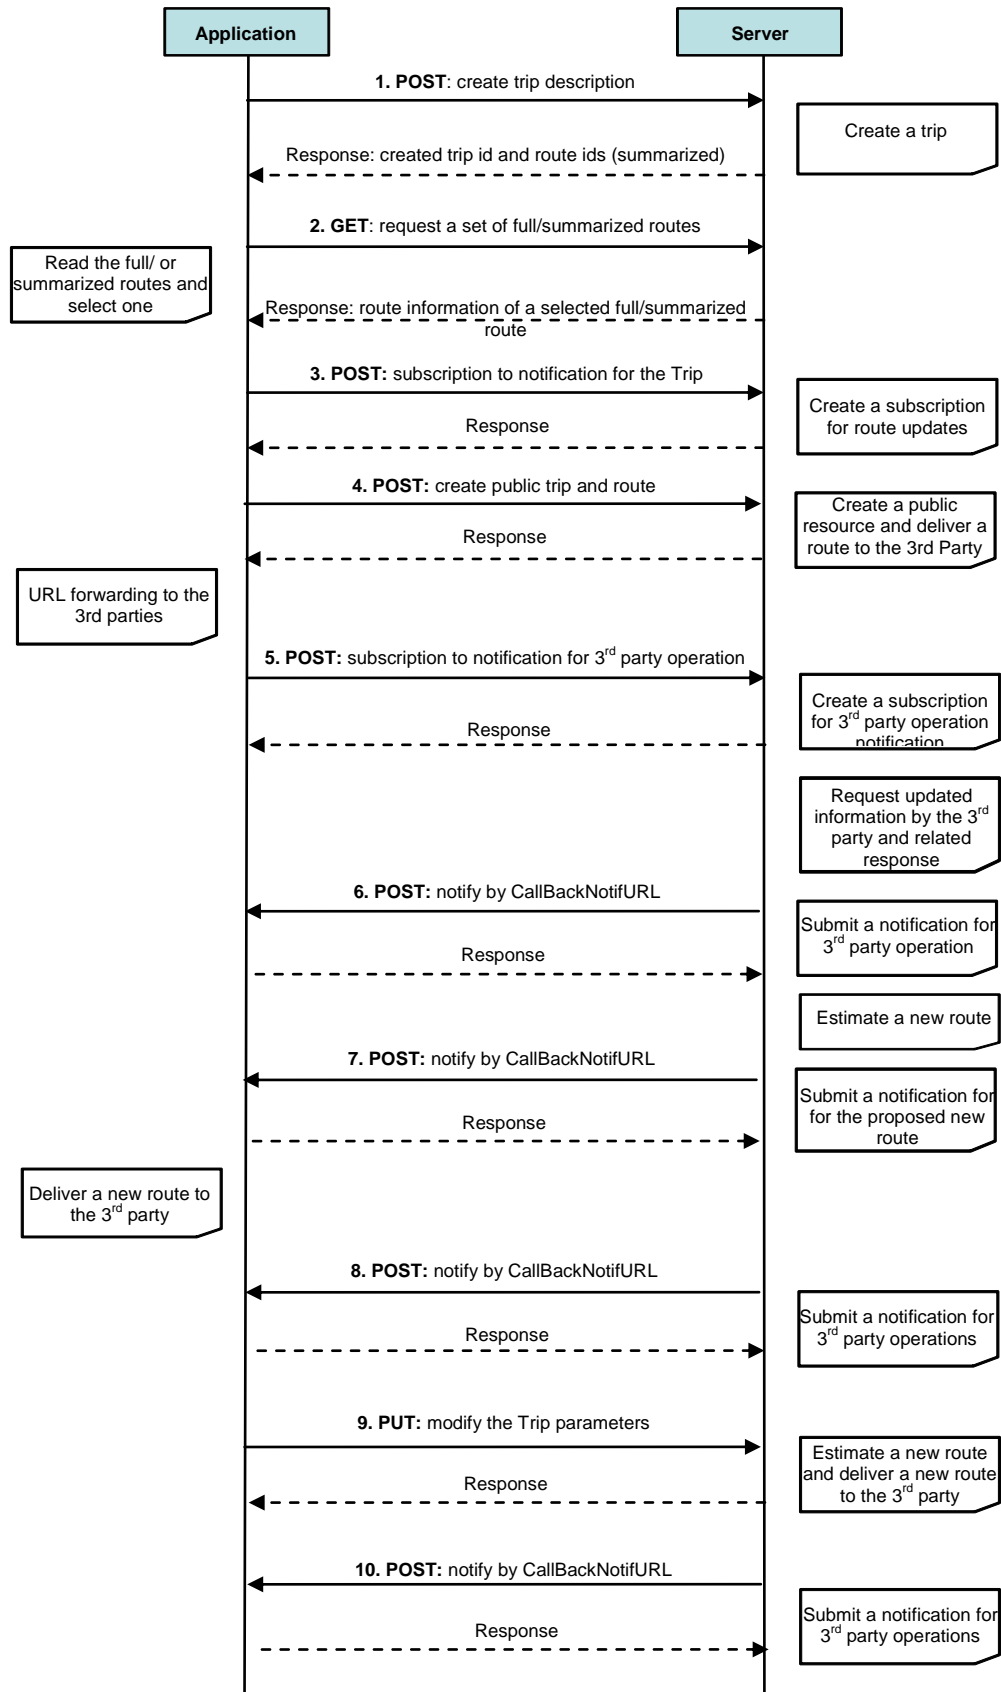 Application
Server
1. POST: create trip description
Create a trip
Response: created trip id and route ids (summarized)
2. GET: request a set of full/summarized routes
Read the full/ or
summarized routes and
select one
Response: route information of a selected full/summarized
route
3. POST: subscription to notification for the Trip
Create a subscription
for route updates
Response
4. POST: create public trip and route
Create a public
resource and deliver a
route to the 3rd Party
Response
URL forwarding to the
3rd parties
5. POST: subscription to notification for 3rd party operation
Create a subscription
for 3rd party operation
notification
Response
Request updated
information by the 3rd
party and related
response
6. POST: notify by CallBackNotifURL
Submit a notification for
3rd party operation
Response
Estimate a new route
7. POST: notify by CallBackNotifURL
Submit a notification for
for the proposed new
route
Response
Deliver a new route to
the 3rd party
8. POST: notify by CallBackNotifURL
Submit a notification for
3rd party operations
Response
9. PUT: modify the Trip parameters
Estimate a new route
and deliver a new route
to the 3rd party
Response
10. POST: notify by CallBackNotifURL
Submit a notification for
3rd party operations
Response